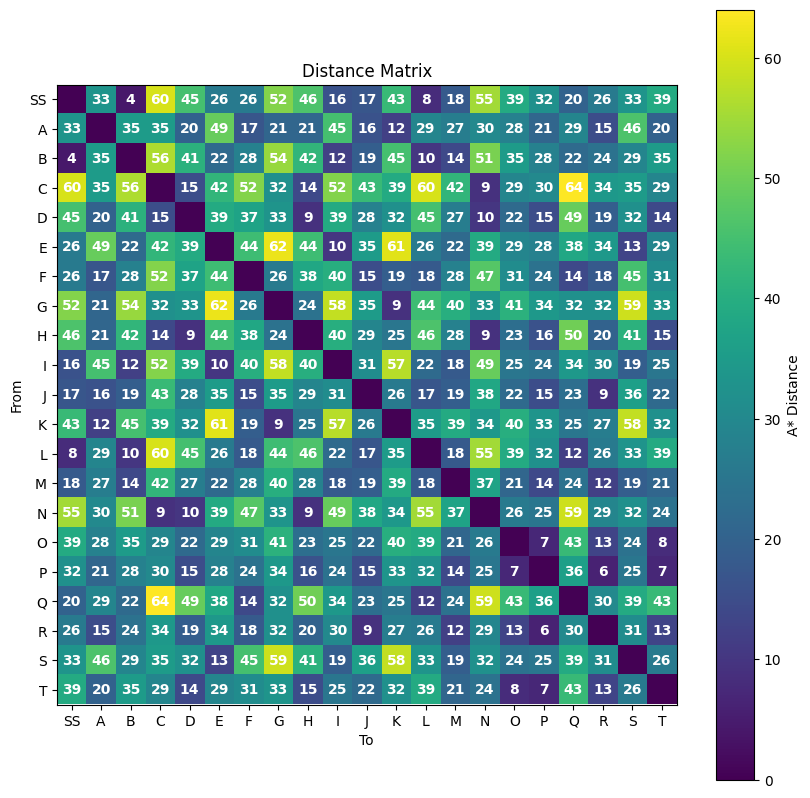 Distance Matrix
SS 33 4 60 45 26 26 52 46 16 17 43 8 18 55 39 32 20 26 33 39
A 33 35 35 20 49 17 21 21 45 16 12 29 27 30 28 21 29 15 46 20
B 4 35 56 41 22 28 54 42 12 19 45 10 14 51 35 28 22 24 29 35
C 60 35 56 15 42 52 32 14 52 43 39 60 42 9 29 30 64 34 35 29
D 45 20 41 15 39 37 33 9 39 28 32 45 27 10 22 15 49 19 32 14
E 26 49 22 42 39 44 62 44 10 35 61 26 22 39 29 28 38 34 13 29
F 26 17 28 52 37 44 26 38 40 15 19 18 28 47 31 24 14 18 45 31
G 52 21 54 32 33 62 26 24 58 35 9 44 40 33 41 34 32 32 59 33
H 46 21 42 14 9 44 38 24 40 29 25 46 28 9 23 16 50 20 41 15
I 16 45 12 52 39 10 40 58 40 31 57 22 18 49 25 24 34 30 19 25
J 17 16 19 43 28 35 15 35 29 31 26 17 19 38 22 15 23 9 36 22
K 43 12 45 39 32 61 19 9 25 57 26 35 39 34 40 33 25 27 58 32
L 8 29 10 60 45 26 18 44 46 22 17 35 18 55 39 32 12 26 33 39
M 18 27 14 42 27 22 28 40 28 18 19 39 18 37 21 14 24 12 19 21
N 55 30 51 9 10 39 47 33 9 49 38 34 55 37 26 25 59 29 32 24
O 39 28 35 29 22 29 31 41 23 25 22 40 39 21 26 7 43 13 24 8
P 32 21 28 30 15 28 24 34 16 24 15 33 32 14 25 7 36 6 25 7
Q 20 29 22 64 49 38 14 32 50 34 23 25 12 24 59 43 36 30 39 43
R 26 15 24 34 19 34 18 32 20 30 9 27 26 12 29 13 6 30 31 13
S 33 46 29 35 32 13 45 59 41 19 36 58 33 19 32 24 25 39 31 26
T 39 20 35 29 14 29 31 33 15 25 22 32 39 21 24 8 7 43 13 26
SS A B C D E F G H I J K L M N O P Q R S T
To
From
60
50
40
30
20
10
0
A* Distance